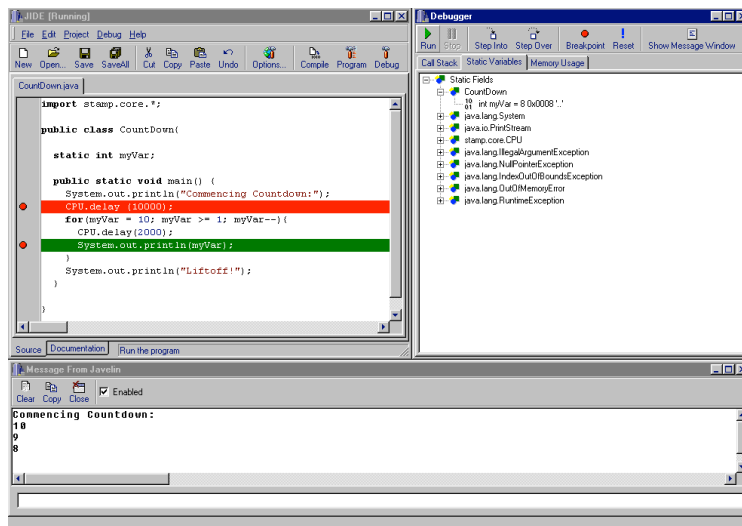 JIDE [Running]
File Edit Project Debug Help
New Open... Save SaveAll Cut Copy Paste Undo Options... Compile Program Debug
CountDown.java
import stamp.core.*;
public class CountDown{
static int myVar;
public static void main() {
System.out.println("Commencing Countdown:");
CPU.delay (10000);
for(myVar = 10; myVar >= 1; myVar--){
CPU.delay(2000);
System.out.println(myVar);
}
System.out.println("Liftoff!");
}
}
Source Documentation Run the program
Debugger
Run Stop Step Into Step Over Breakpoint Reset Show Message Window
Call Stack Static Variables Memory Usage
Static Fields
CountDown
int myVar = 8 0x0008 '..'
java.lang.System
java.io.PrintStream
stamp.core.CPU
java.lang.IllegalArgumentException
java.lang.NullPointerException
java.lang.IndexOutOfBoundsException
java.lang.OutOfMemoryError
java.lang.RuntimeException
Message From Javelin
Clear Copy Close Enabled
Commencing Countdown:
10
9
8